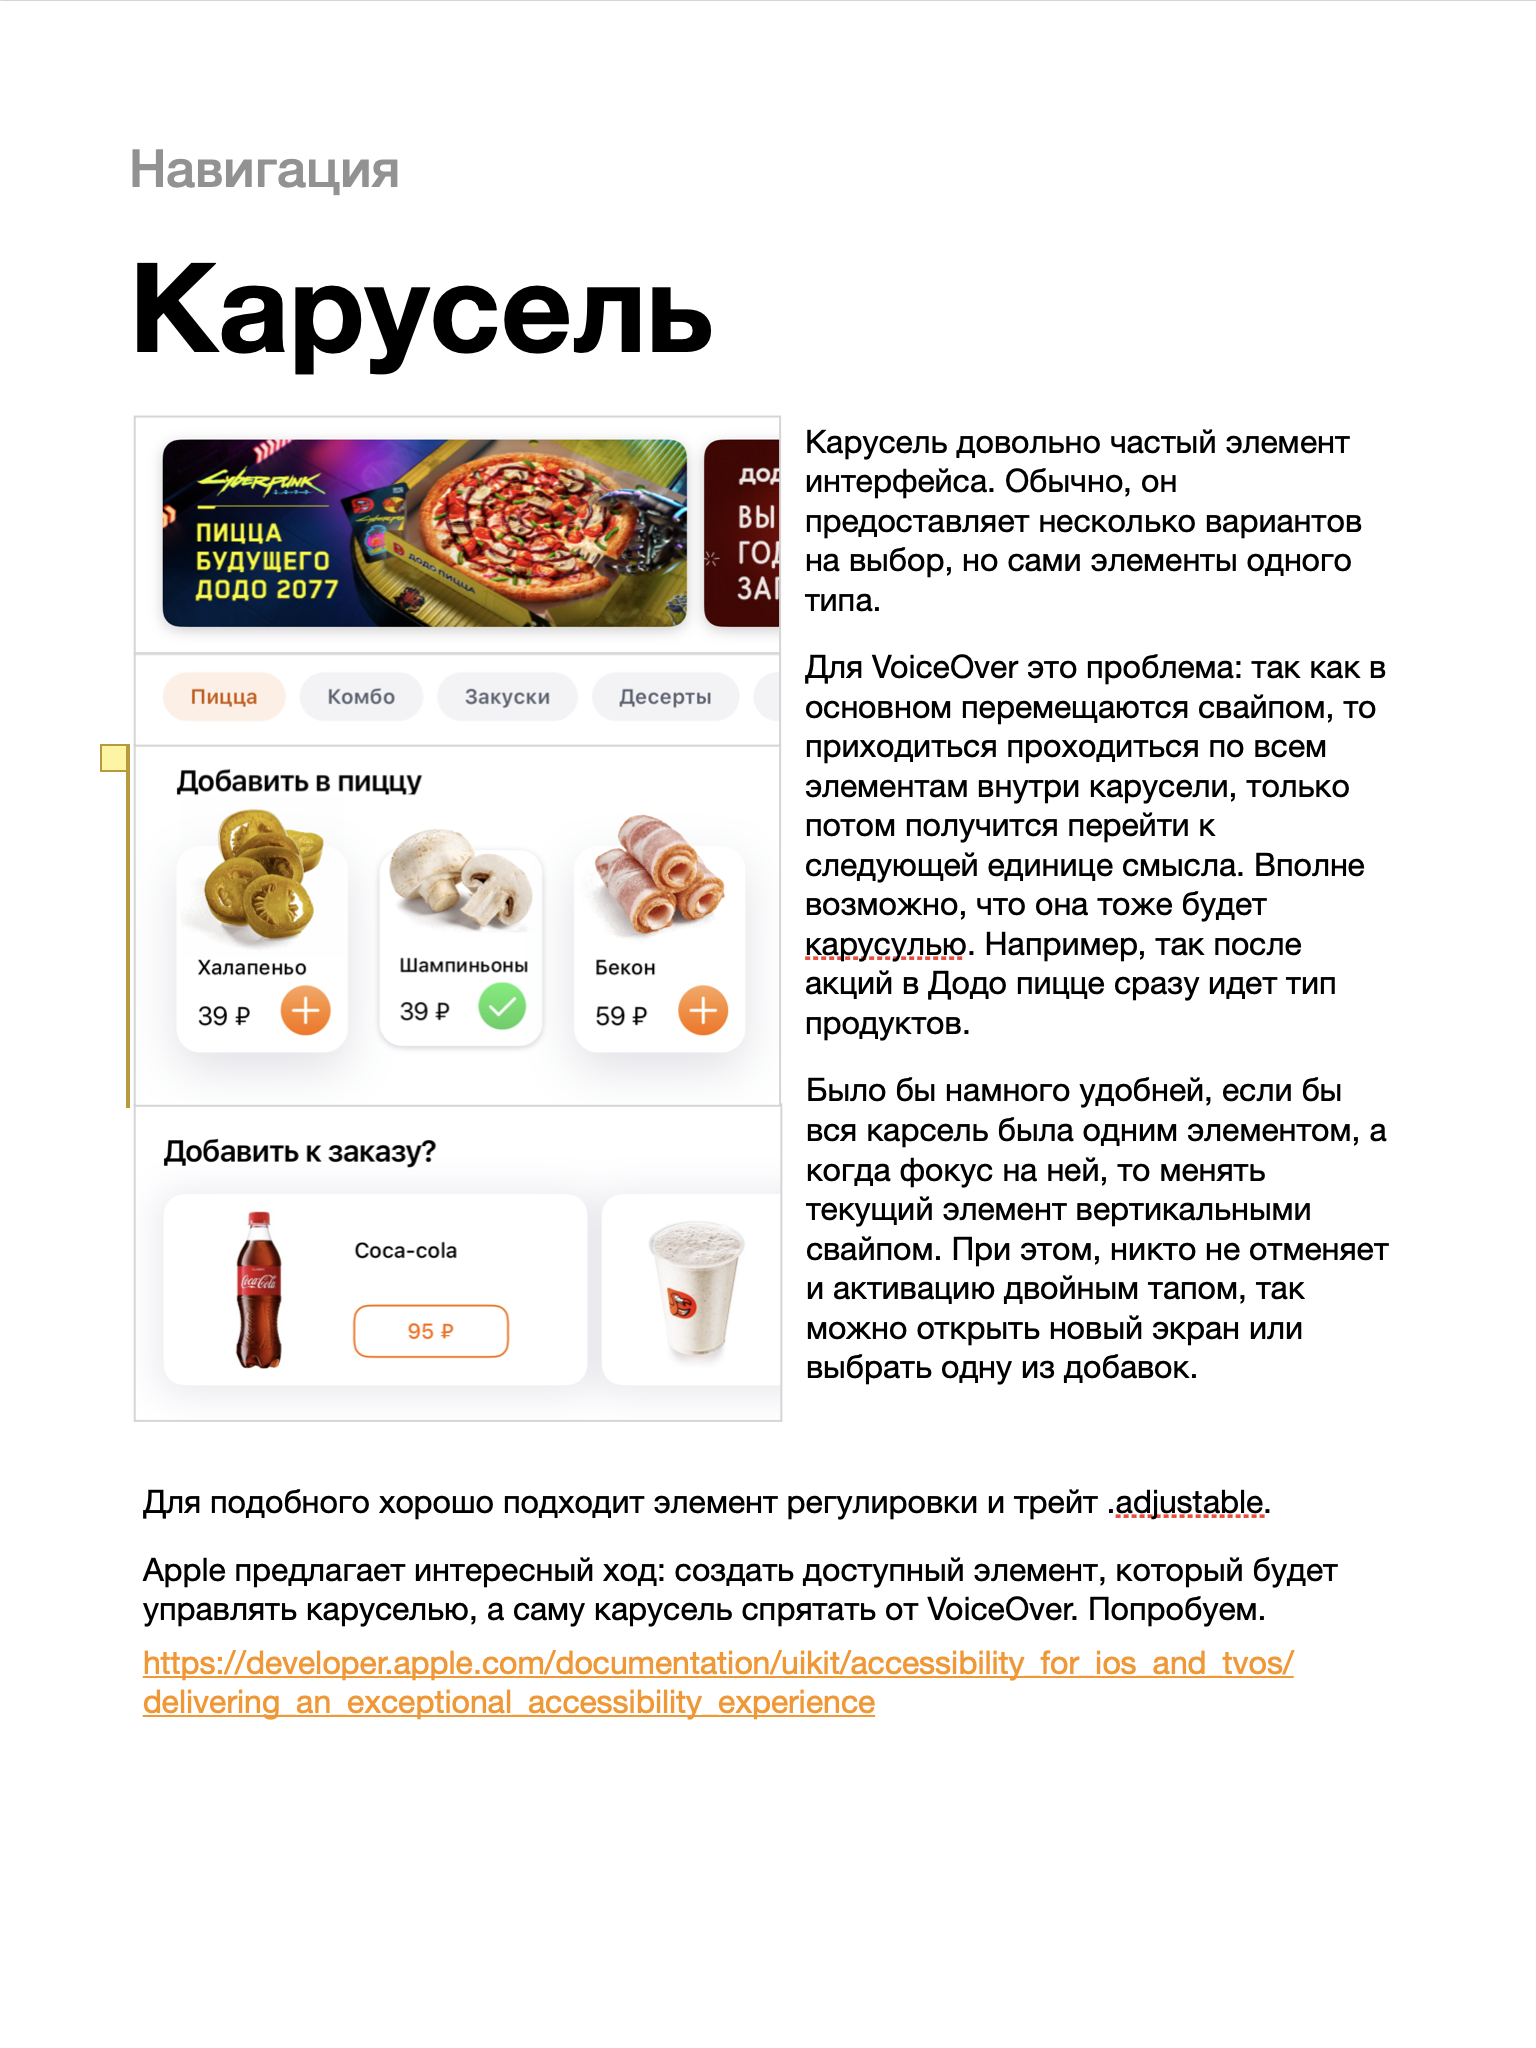 Навигация
Карусель
Cyberpunk
2077
ПИЦЦА
БУДУЩЕГО
ДОДО 2077
ДОДО ПИЦЦА
Пицца
Комбо
Закуски
Десерты
Добавить в пиццу
Халапеньо
39 ₽
Шампиньоны
39 ₽
Бекон
59 ₽
Добавить к заказу?
Coca-Cola
Coca-cola
95 ₽
Карусель довольно частый элемент
интерфейса. Обычно, он
предоставляет несколько вариантов
на выбор, но сами элементы одного
типа.
Для VoiceOver это проблема: так как в
основном перемещаются свайпом, то
приходиться проходиться по всем
элементам внутри карусели, только
потом получится перейти к
следующей единице смысла. Вполне
возможно, что она тоже будет
карусулью. Например, так после
акций в Додо пицце сразу идет тип
продуктов.
Было бы намного удобней, если бы
вся карсель была одним элементом, а
когда фокус на ней, то менять
текущий элемент вертикальными
свайпом. При этом, никто не отменяет
и активацию двойным тапом, так
можно открыть новый экран или
выбрать одну из добавок.
Для подобного хорошо подходит элемент регулировки и трейт .adjustable.
Apple предлагает интересный ход: создать доступный элемент, который будет
управлять каруселью, а саму карусель спрятать от VoiceOver. Попробуем.
https://developer.apple.com/documentation/uikit/accessibility_for_ios_and_tvos/
delivering_an_exceptional_accessibility_experience